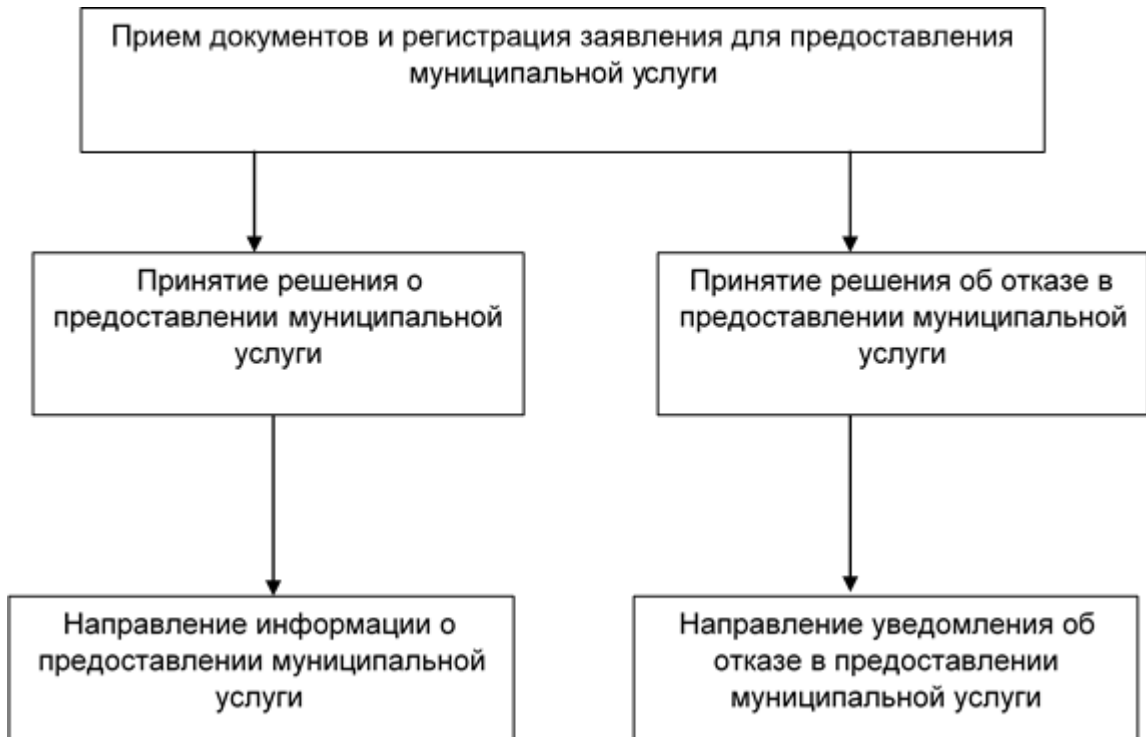 Прием документов и регистрация заявления для предоставления
муниципальной услуги
Принятие решения о
предоставлении муниципальной
услуги
Принятие решения об отказе в
предоставлении муниципальной
услуги
Направление информации о
предоставлении муниципальной
услуги
Направление уведомления об
отказе в предоставлении
муниципальной услуги